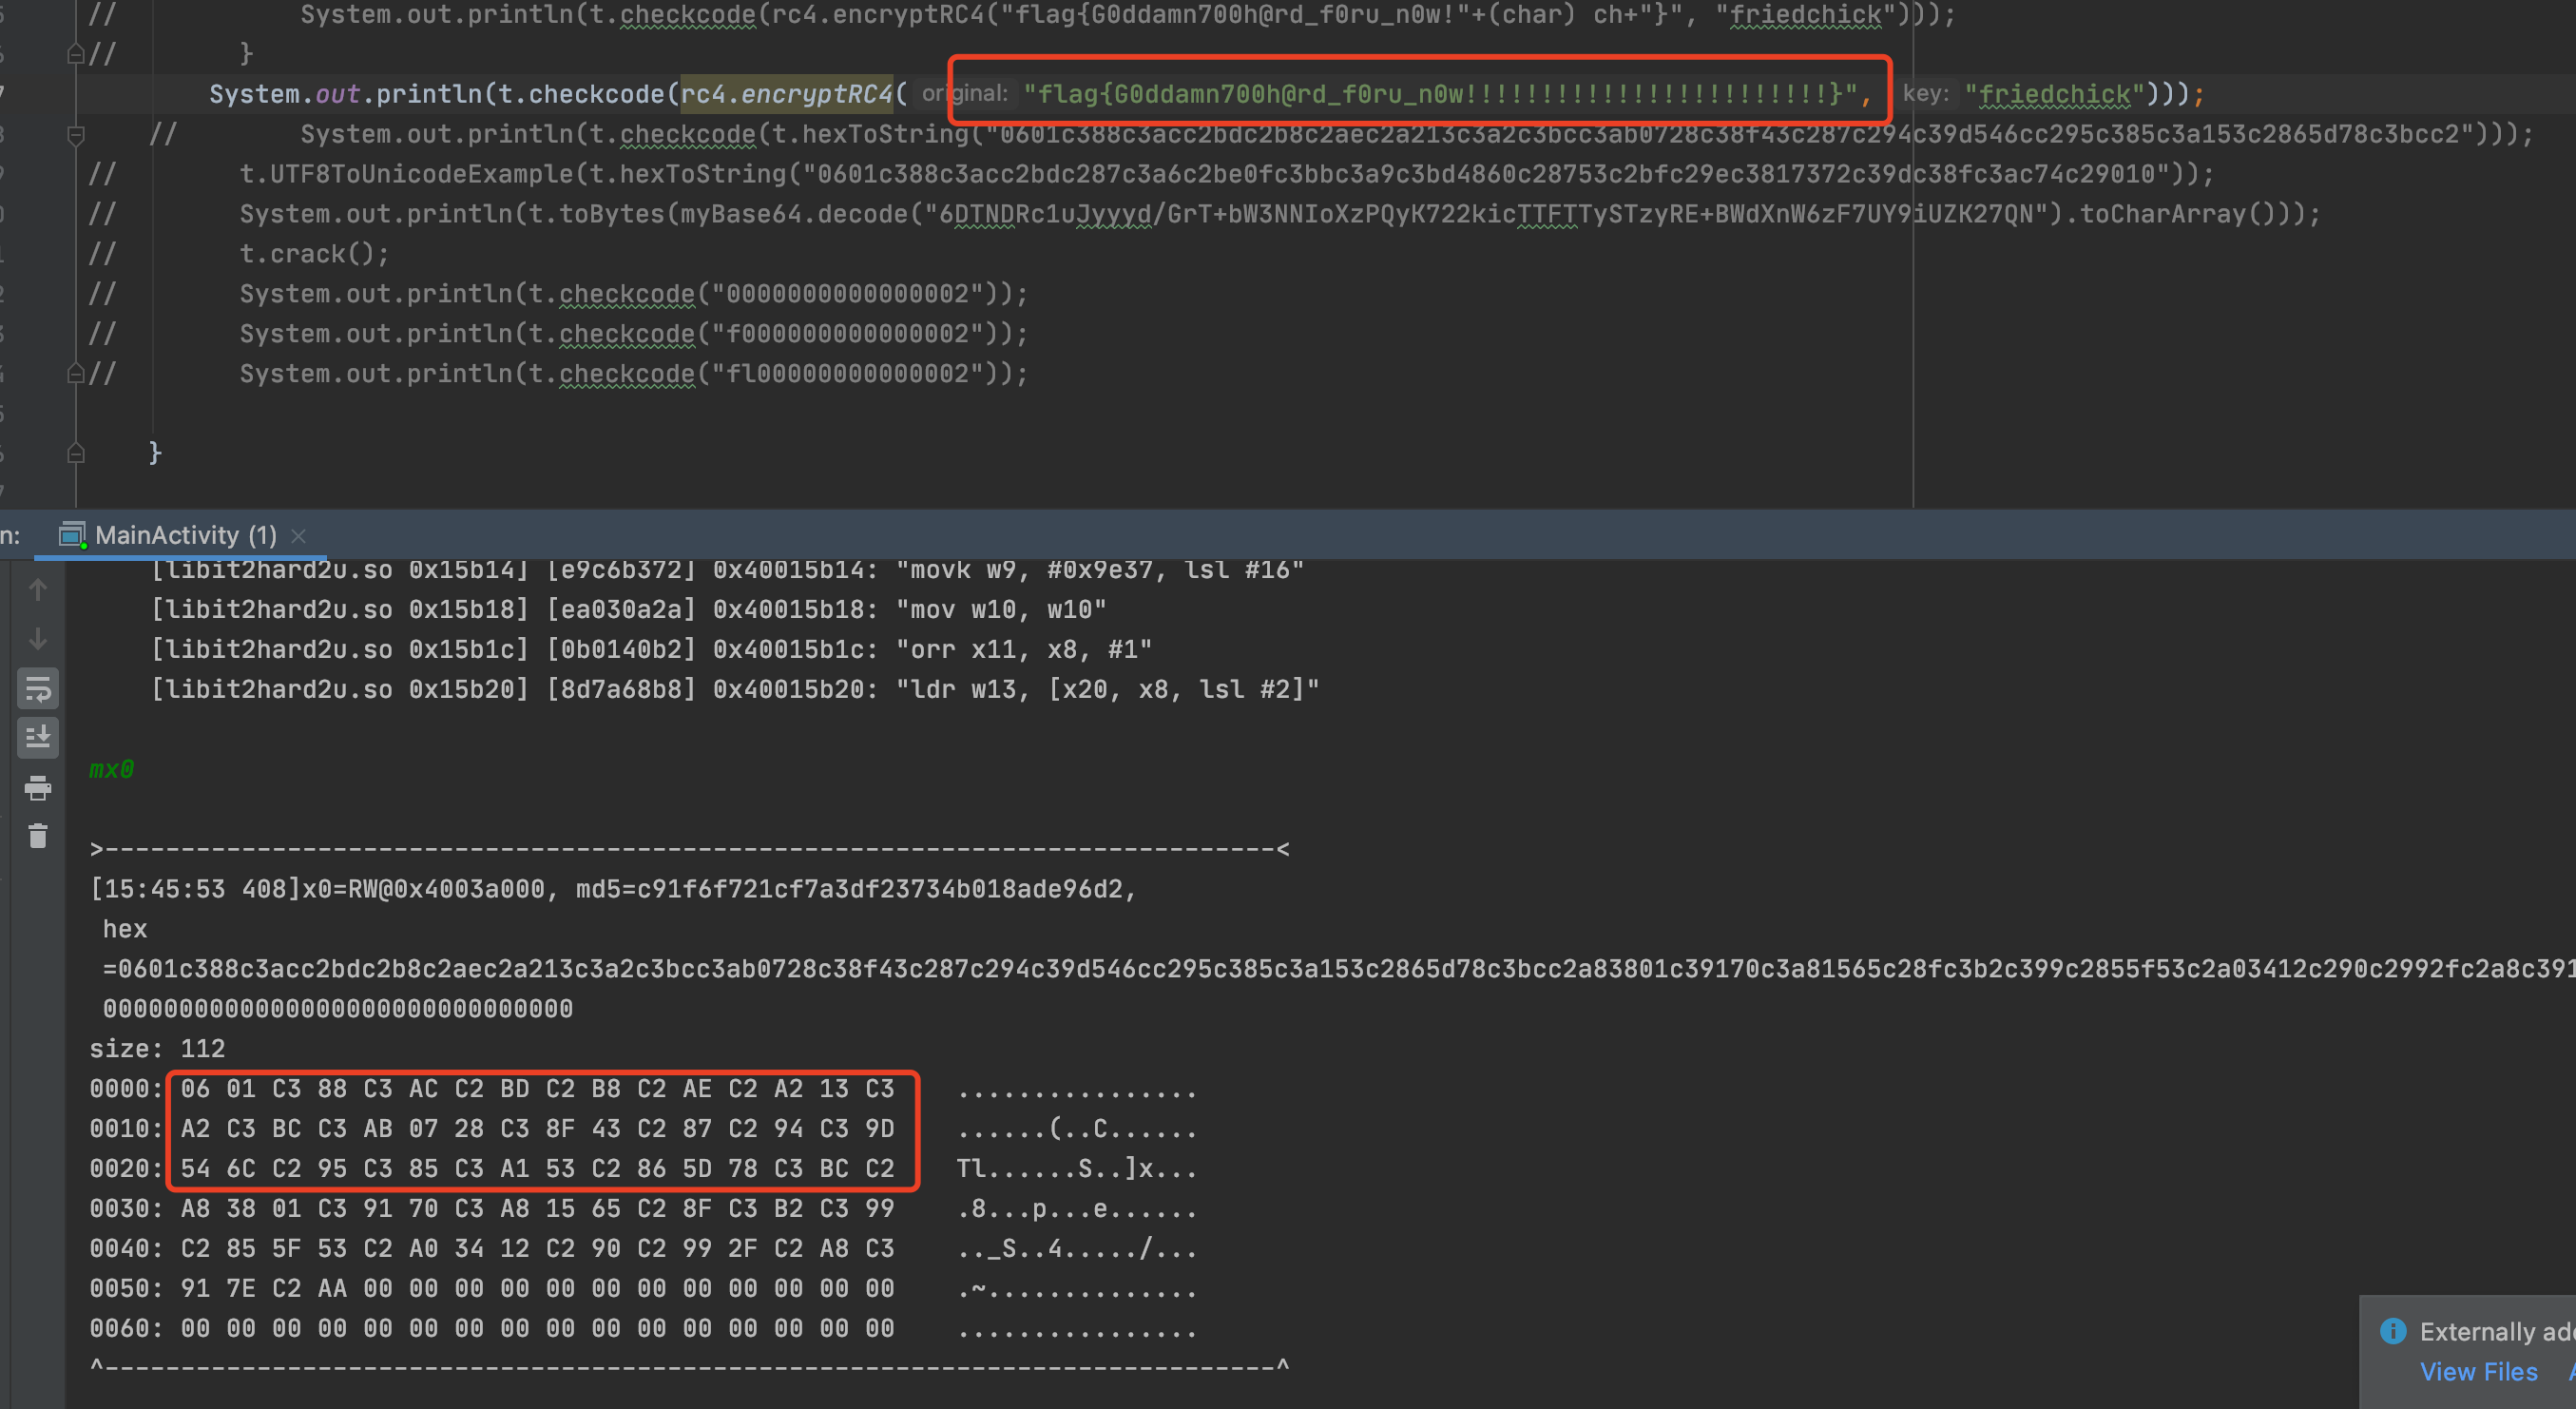 // System.out.println(t.checkcode(rc4.encryptRC4("flag{G0ddamn700h@rd_f0ru_n0w!"+(char) ch+"}", "friedchick")));
// }
System.out.println(t.checkcode(rc4.encryptRC4( original: "flag{G0ddamn700h@rd_f0ru_n0w!!!!!!!!!!!!!!!!!!!!!!!!}", key: "friedchick")));
// System.out.println(t.checkcode(t.hexToString("0601c388c3acc2bdc2b8c2aec2a213c3a2c3bcc3ab0728c38f43c287c294c39d546cc295c385c3a153c2865d78c3bcc2")));
// t.UTF8ToUnicodeExample(t.hexToString("0601c388c3acc2bdc287c3a6c2be0fc3bbc3a9c3bd4860c28753c2bfc29ec3817372c39dc38fc3ac74c29010"));
// System.out.println(t.toBytes(myBase64.decode("6DTNDRc1uJyyyd/GrT+bW3NNIoXzPQyK722kicTTFTTySTzyRE+BWdXnW6zF7UY9iUZK27QN").toCharArray()));
// t.crack();
// System.out.println(t.checkcode("0000000000000002"));
// System.out.println(t.checkcode("f000000000000002"));
// System.out.println(t.checkcode("fl00000000000002"));
}
n: MainActivity (1)
[libit2hard2u.so 0x15b14] [e9c6b372] 0x40015b14: "movk w9, #0x9e37, lsl #16"
[libit2hard2u.so 0x15b18] [ea030a2a] 0x40015b18: "mov w10, w10"
[libit2hard2u.so 0x15b1c] [0b0140b2] 0x40015b1c: "orr x11, x8, #1"
[libit2hard2u.so 0x15b20] [8d7a68b8] 0x40015b20: "ldr w13, [x20, x8, lsl #2]"
mx0
>-----------------------------------------------------------------------------<
[15:45:53 408]x0=RW@0x4003a000, md5=c91f6f721cf7a3df23734b018ade96d2,
hex
=0601c388c3acc2bdc2b8c2aec2a213c3a2c3bcc3ab0728c38f43c287c294c39d546cc295c385c3a153c2865d78c3bcc2a83801c39170c3a81565c28fc3b2c399c2855f53c2a03412c290c2992fc2a8c391
0000000000000000000000000000000
size: 112
0000: 06 01 C3 88 C3 AC C2 BD C2 B8 C2 AE C2 A2 13 C3 ................
0010: A2 C3 BC C3 AB 07 28 C3 8F 43 C2 87 C2 94 C3 9D ......(..C......
0020: 54 6C C2 95 C3 85 C3 A1 53 C2 86 5D 78 C3 BC C2 Tl......S..]x...
0030: A8 38 01 C3 91 70 C3 A8 15 65 C2 8F C3 B2 C3 99 .8...p...e......
0040: C2 85 5F 53 C2 A0 34 12 C2 90 C2 99 2F C2 A8 C3 .._S..4...../...
0050: 91 7E C2 AA 00 00 00 00 00 00 00 00 00 00 00 00 .~..............
0060: 00 00 00 00 00 00 00 00 00 00 00 00 00 00 00 00 ................
^-----------------------------------------------------------------------------^
Externally
View Files